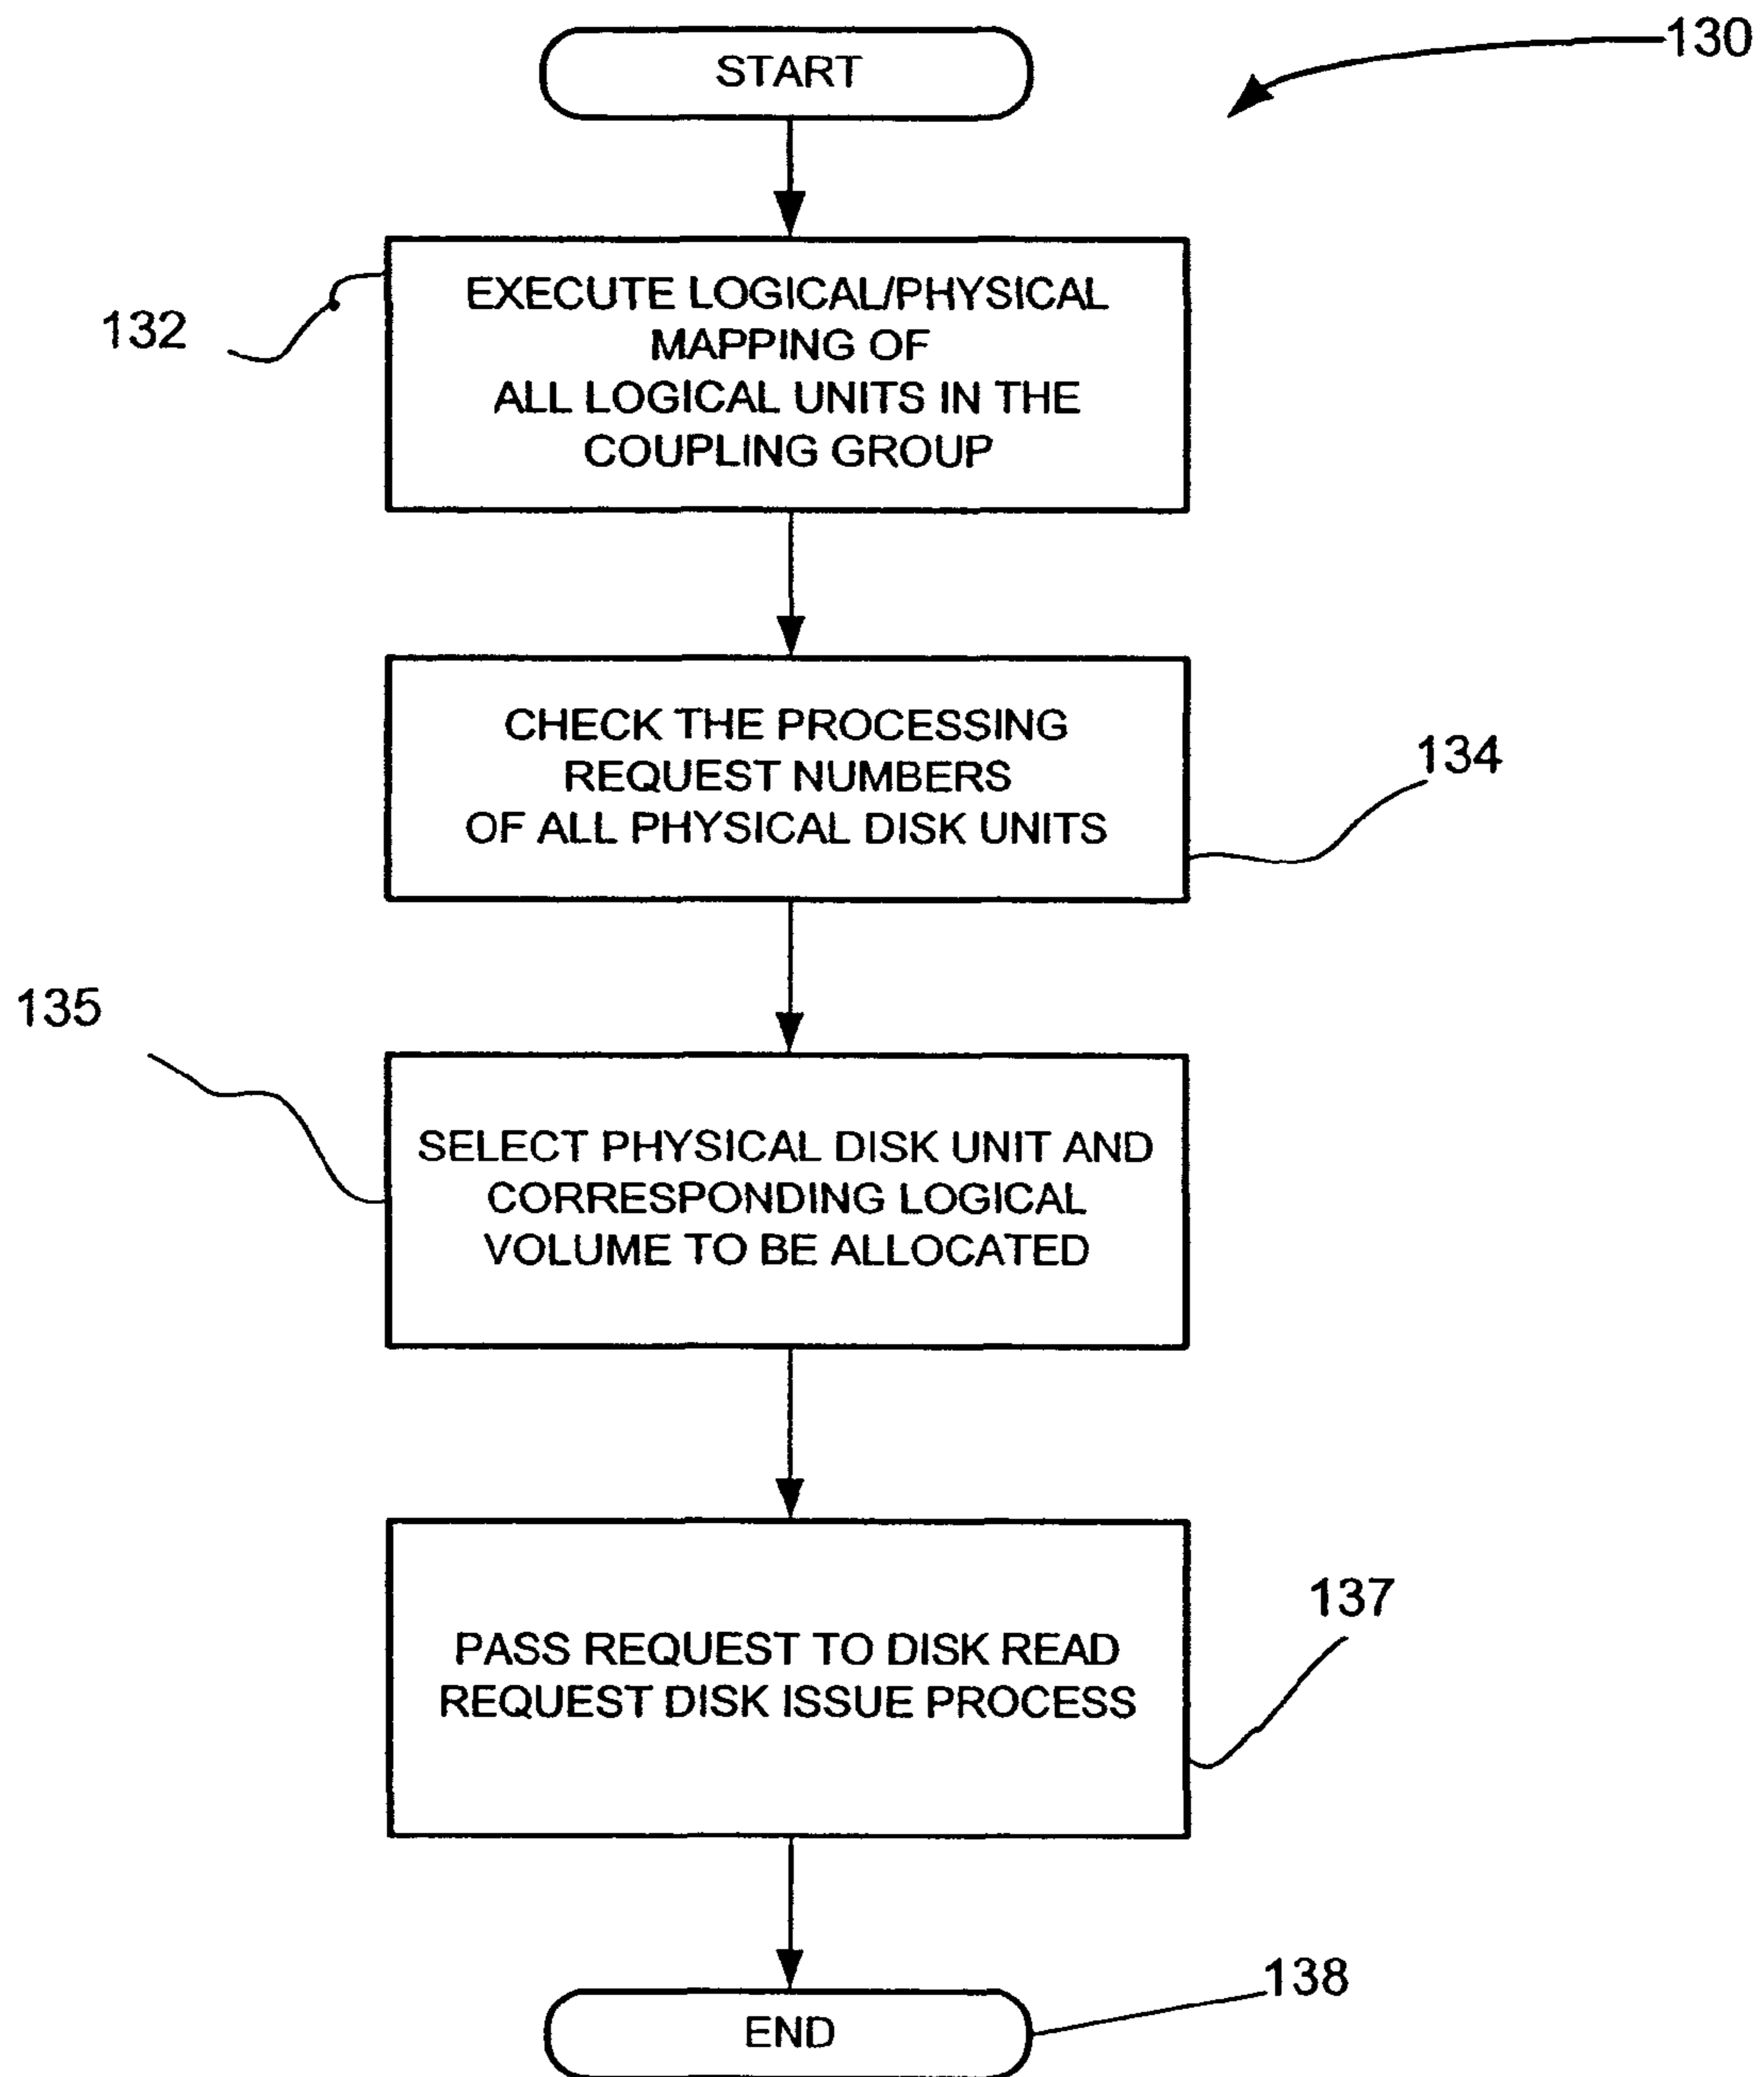 130
START
132
EXECUTE LOGICAL/PHYSICAL
MAPPING OF
ALL LOGICAL UNITS IN THE
COUPLING GROUP
134
CHECK THE PROCESSING
REQUEST NUMBERS
OF ALL PHYSICAL DISK UNITS
135
SELECT PHYSICAL DISK UNIT AND
CORRESPONDING LOGICAL
VOLUME TO BE ALLOCATED
137
PASS REQUEST TO DISK READ
REQUEST DISK ISSUE PROCESS
138
END